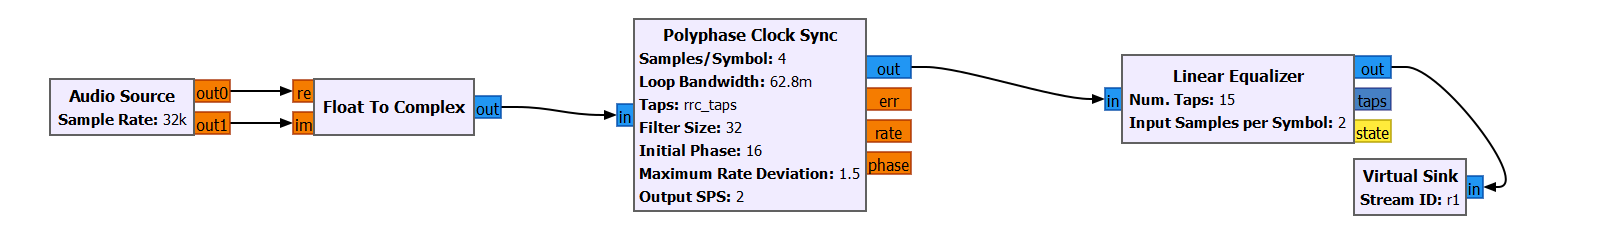 Audio Source
Sample Rate: 32k
out0
out1
re
im
Float To Complex
out
in
Polyphase Clock Sync
Samples/Symbol: 4
Loop Bandwidth: 62.8m
Taps: rrc_taps
Filter Size: 32
Initial Phase: 16
Maximum Rate Deviation: 1.5
Output SPS: 2
out
err
rate
phase
in
Linear Equalizer
Num. Taps: 15
Input Samples per Symbol: 2
out
taps
state
Virtual Sink
Stream ID: r1
in